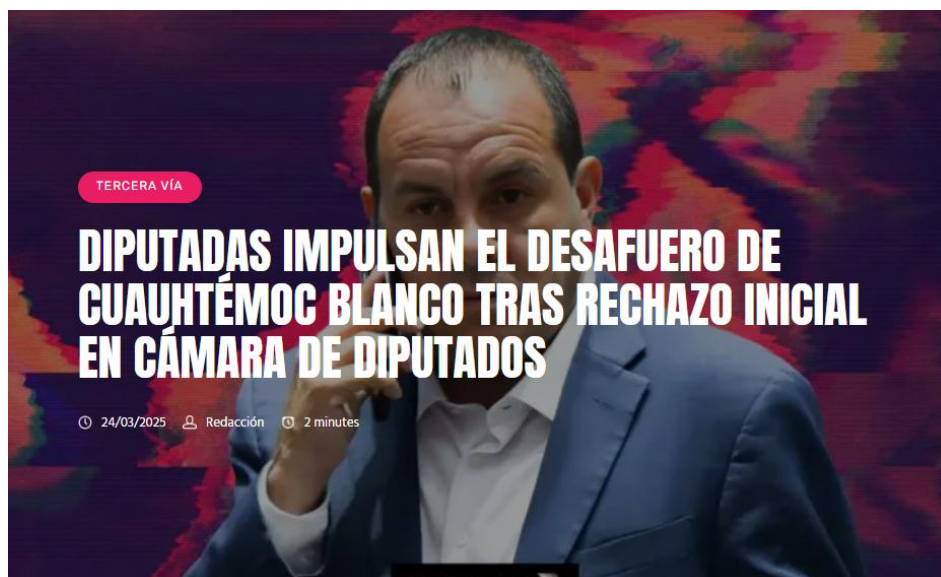 TERCERA VÍA
DIPUTADAS IMPULSAN EL DESAFUERO DE
CUAUHTÉMOC BLANCO TRAS RECHAZO INICIAL
EN CÁMARA DE DIPUTADOS
24/03/2025 Redacción 2 minutes